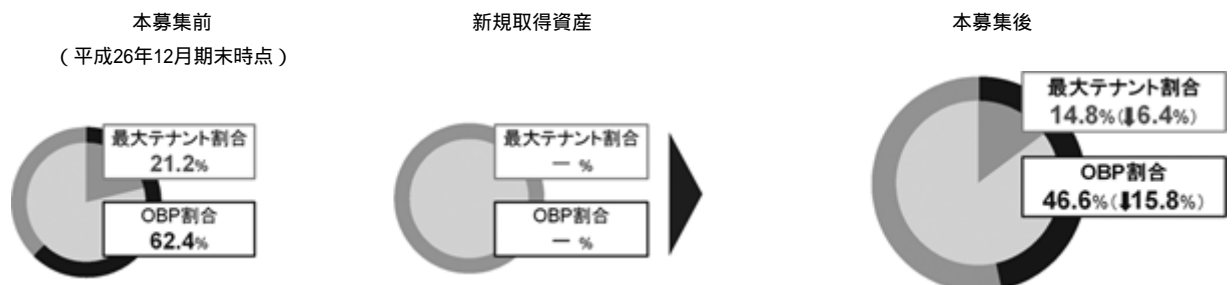 本募集前
（平成26年12月期末時点）
最大テナント割合
21.2%
OBP割合
62.4%
新規取得資産
最大テナント割合
― %
OBP割合
― %
本募集後
最大テナント割合
14.8%(⬇6.4%)
OBP割合
46.6%(⬇15.8%)